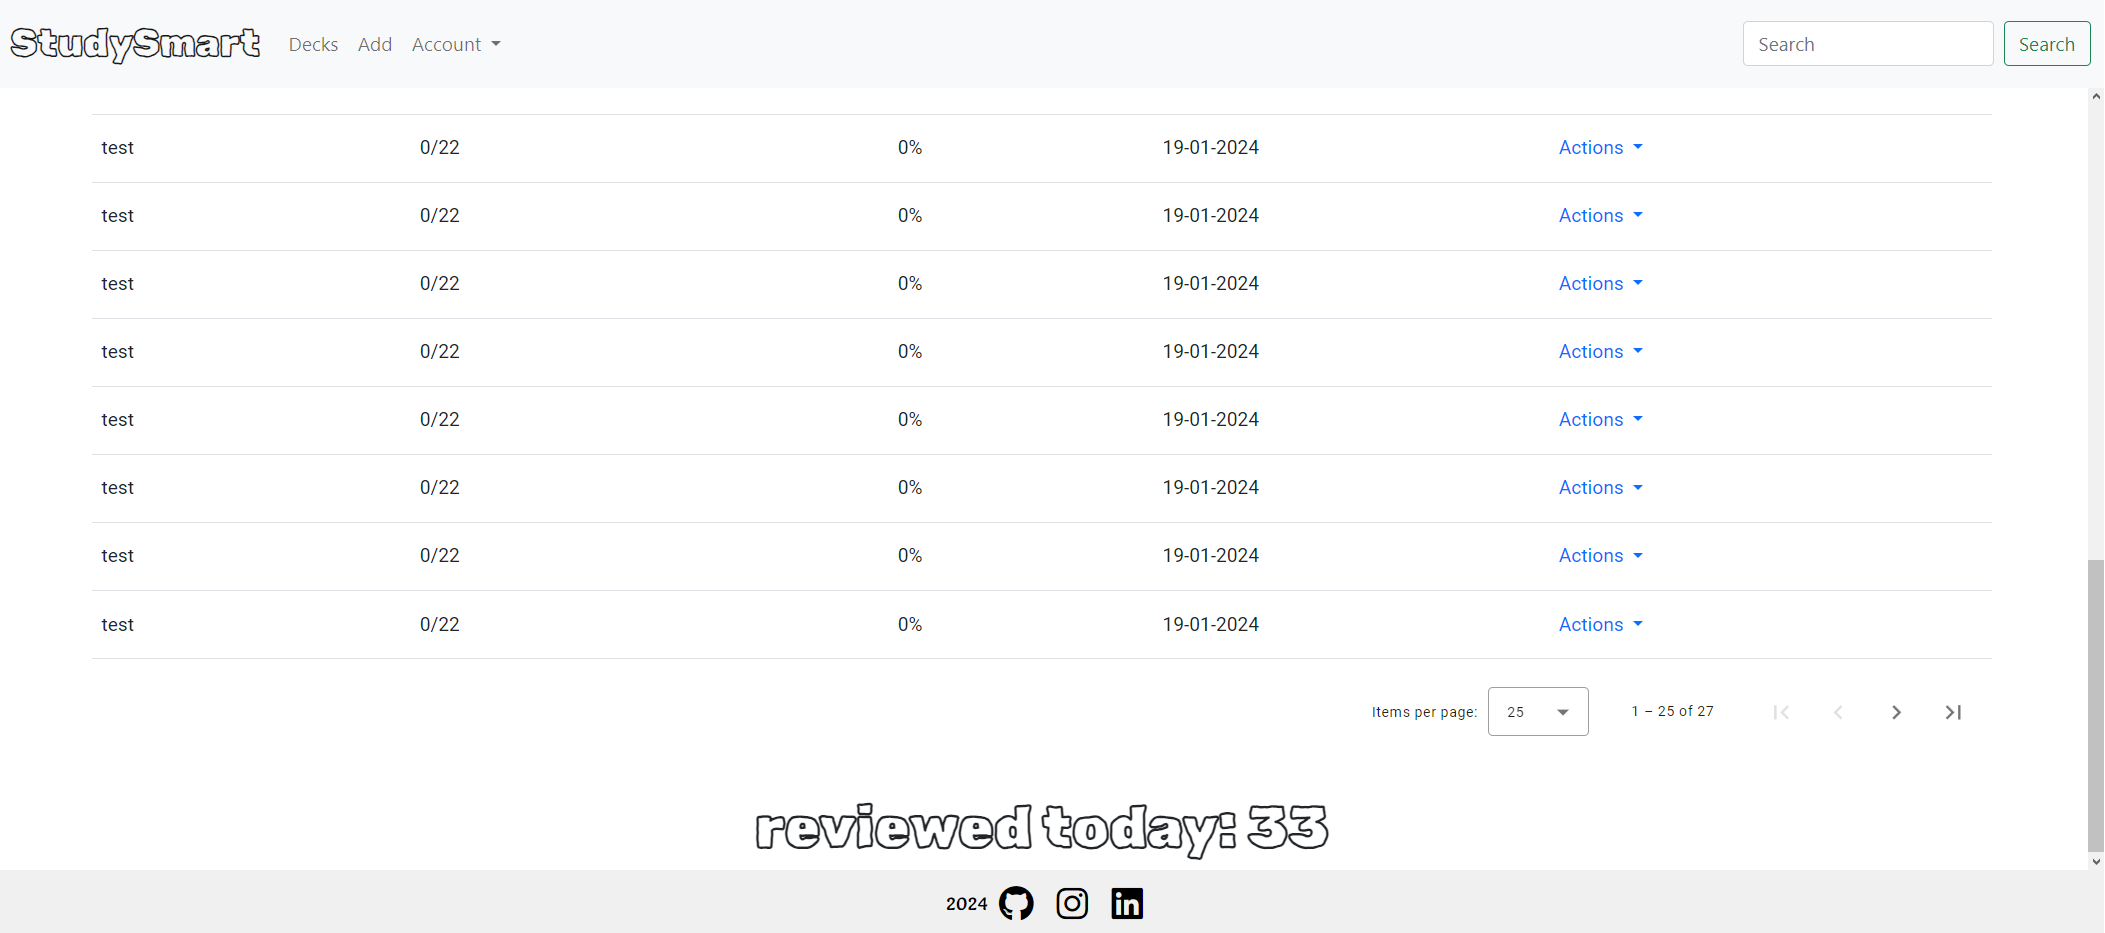 StudySmart Decks Add Account Search Search
test 0/22 0% 19-01-2024 Actions
test 0/22 0% 19-01-2024 Actions
test 0/22 0% 19-01-2024 Actions
test 0/22 0% 19-01-2024 Actions
test 0/22 0% 19-01-2024 Actions
test 0/22 0% 19-01-2024 Actions
test 0/22 0% 19-01-2024 Actions
test 0/22 0% 19-01-2024 Actions
Items per page: 25 1 – 25 of 27
reviewed today: 33
2024 in